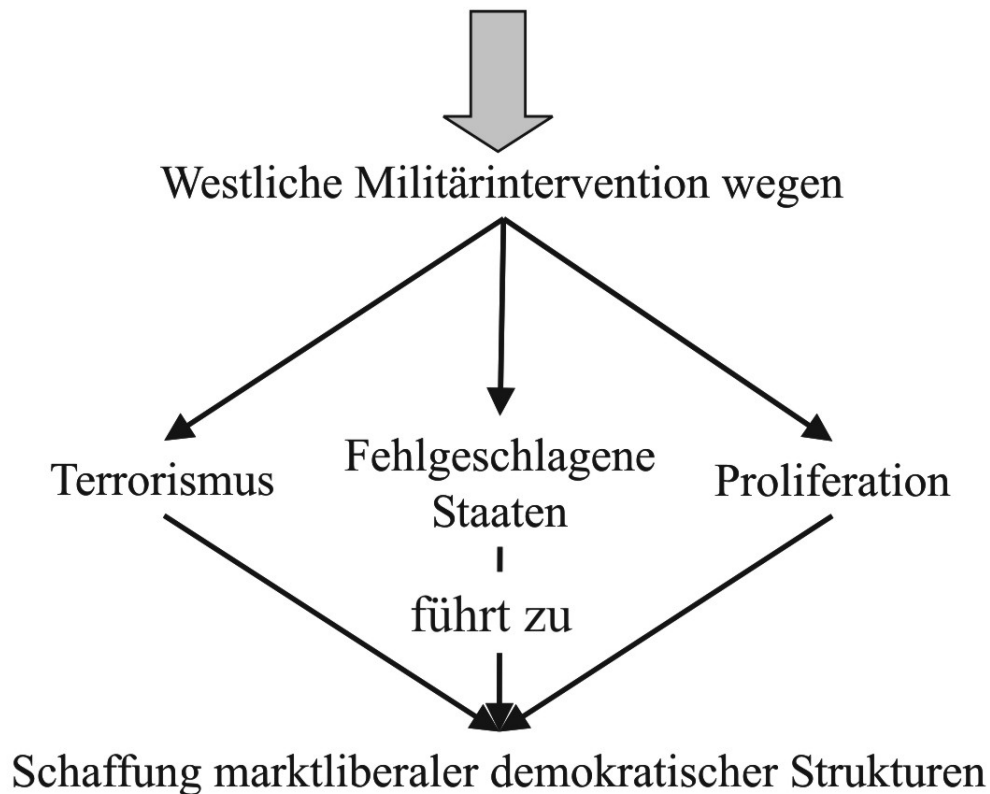 Westliche Militärintervention wegen
Terrorismus
Fehlgeschlagene
Staaten
Proliferation
führt zu
Schaffung marktliberaler demokratischer Strukturen